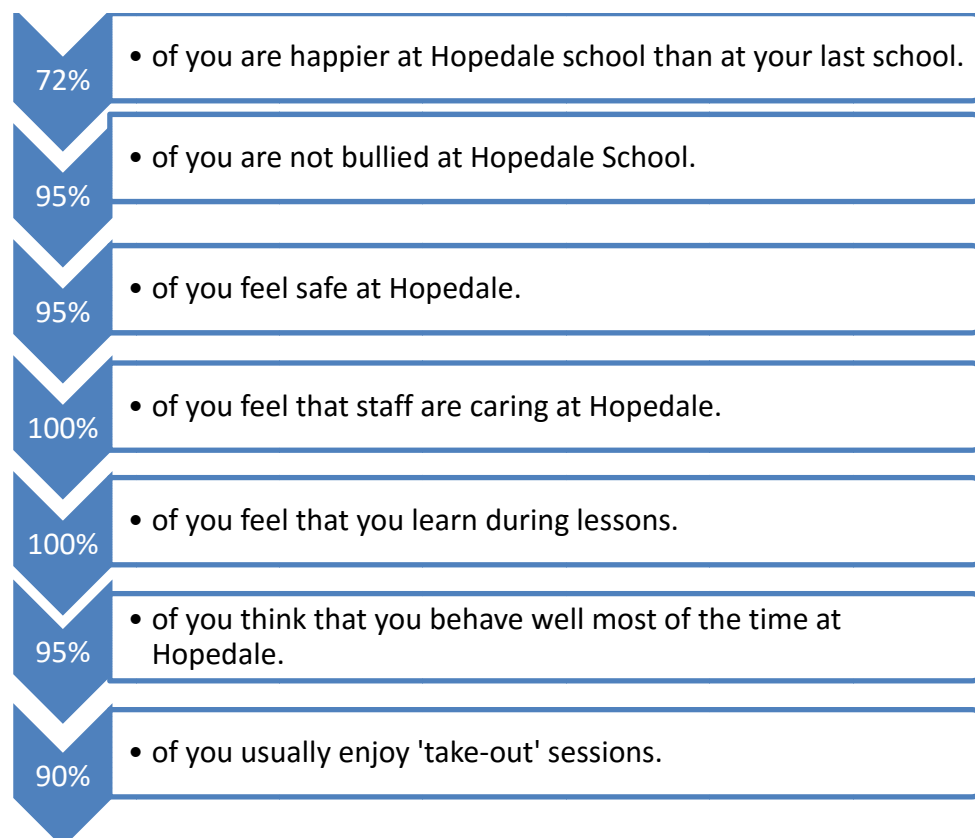 72%
• of you are happier at Hopedale school than at your last school.
95%
• of you are not bullied at Hopedale School.
95%
• of you feel safe at Hopedale.
100%
• of you feel that staff are caring at Hopedale.
100%
• of you feel that you learn during lessons.
95%
• of you think that you behave well most of the time at
Hopedale.
90%
• of you usually enjoy 'take-out' sessions.